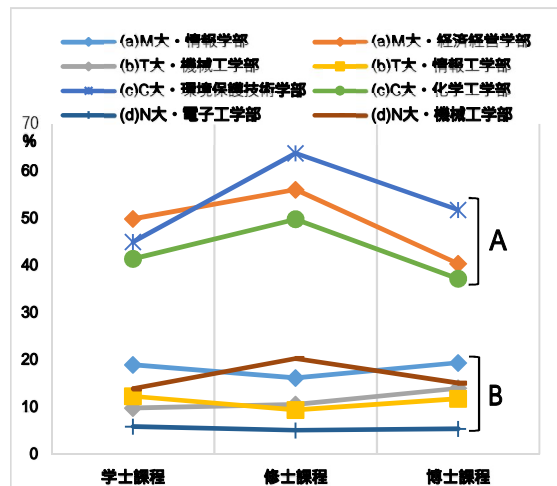 (a)M大・情報学部 (a)M大・経済経営学部
(b)T大・機械工学部 (b)T大・情報工学部
(c)C大・環境保護技術学部 (c)C大・化学工学部
(d)N大・電子工学部 (d)N大・機械工学部
70
%
60
50
A
40
30
20
B
10
0
学士課程 修士課程 博士課程